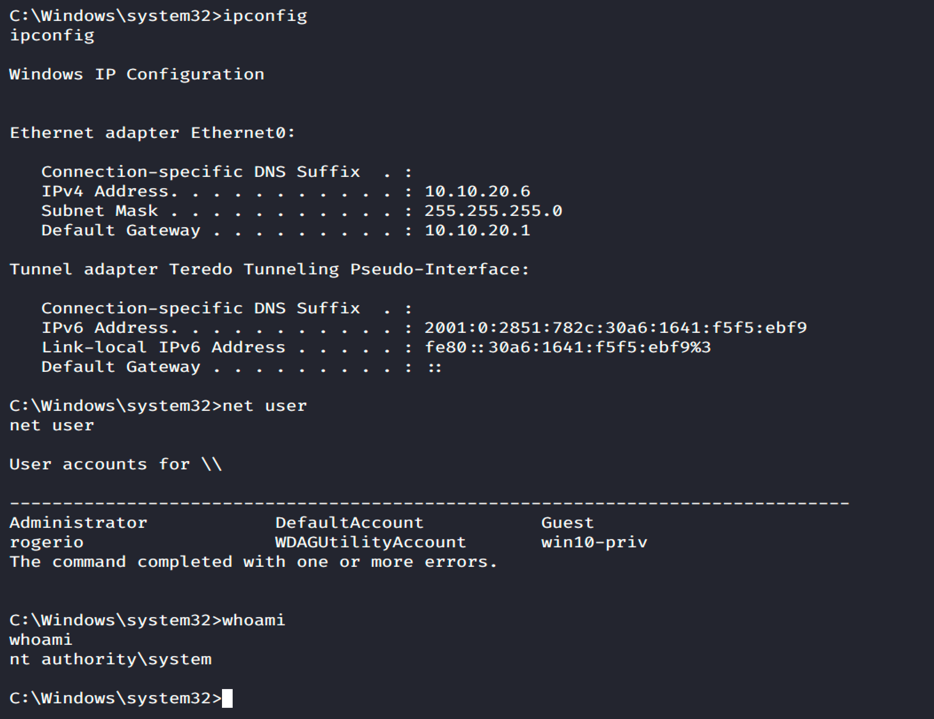 C:\Windows\system32>ipconfig
ipconfig
Windows IP Configuration
Ethernet adapter Ethernet0:
   Connection-specific DNS Suffix  . :
   IPv4 Address. . . . . . . . . . . : 10.10.20.6
   Subnet Mask . . . . . . . . . . . : 255.255.255.0
   Default Gateway . . . . . . . . . : 10.10.20.1
Tunnel adapter Teredo Tunneling Pseudo-Interface:
   Connection-specific DNS Suffix  . :
   IPv6 Address. . . . . . . . . . . : 2001:0:2851:782c:30a6:1641:f5f5:ebf9
   Link-local IPv6 Address . . . . . : fe80::30a6:1641:f5f5:ebf9%3
   Default Gateway . . . . . . . . . : ::
C:\Windows\system32>net user
net user
User accounts for \\
-------------------------------------------------------------------------------
Administrator            DefaultAccount           Guest
rogerio                  WDAGUtilityAccount       win10-priv
The command completed with one or more errors.
C:\Windows\system32>whoami
whoami
nt authority\system
C:\Windows\system32>